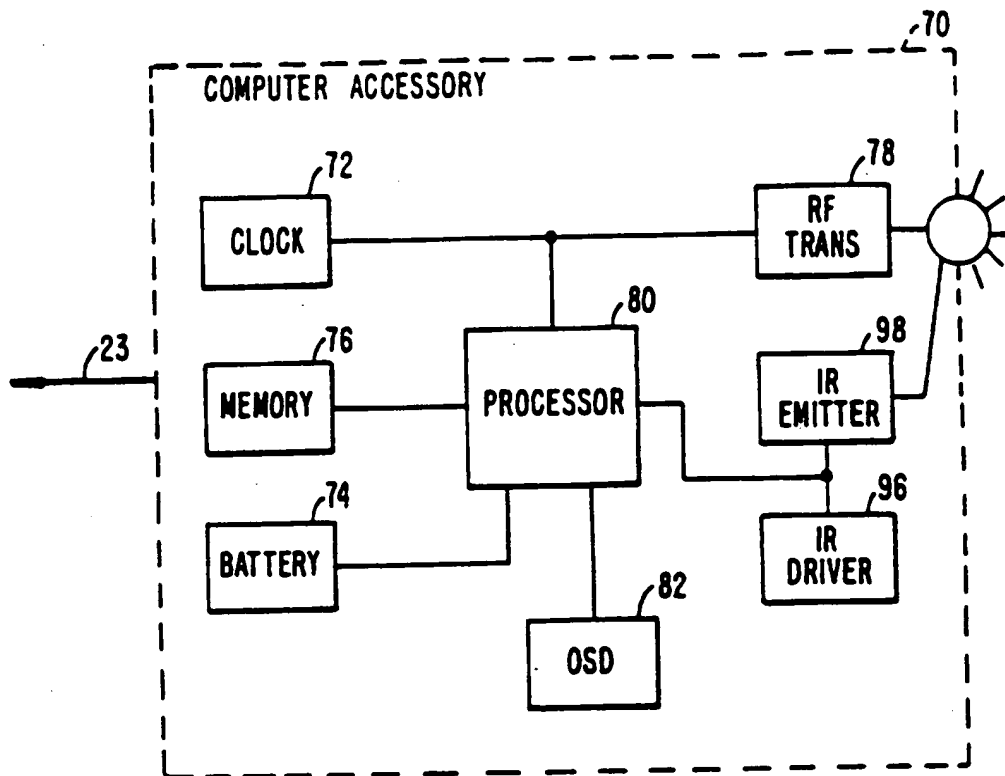 70
COMPUTER ACCESSORY
72
CLOCK
78
RF
TRANS
80
PROCESSOR
23
76
MEMORY
98
IR
EMITTER
74
BATTERY
96
IR
DRIVER
82
OSD